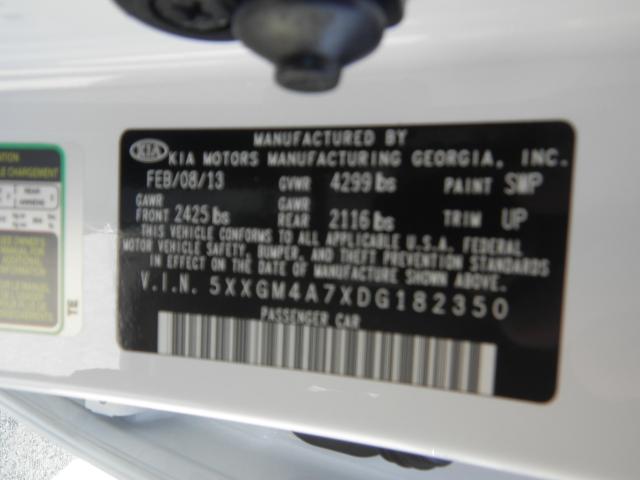 MANUFACTURED BY
KIA KIA MOTORS MANUFACTURING GEORGIA, INC.
FEB/08/13 GVWR 4299 lbs PAINT SWP
GAWR FRONT 2425 lbs GAWR REAR 2116 lbs TRIM UP
THIS VEHICLE CONFORMS TO ALL APPLICABLE U.S.A. FEDERAL
MOTOR VEHICLE SAFETY, BUMPER, AND THEFT PREVENTION STANDARDS
IN EFFECT ON THE DATE OF MANUFACTURE SHOWN ABOVE.
V.I.N. 5XXGM4A7XDG182350
PASSENGER CAR
TE